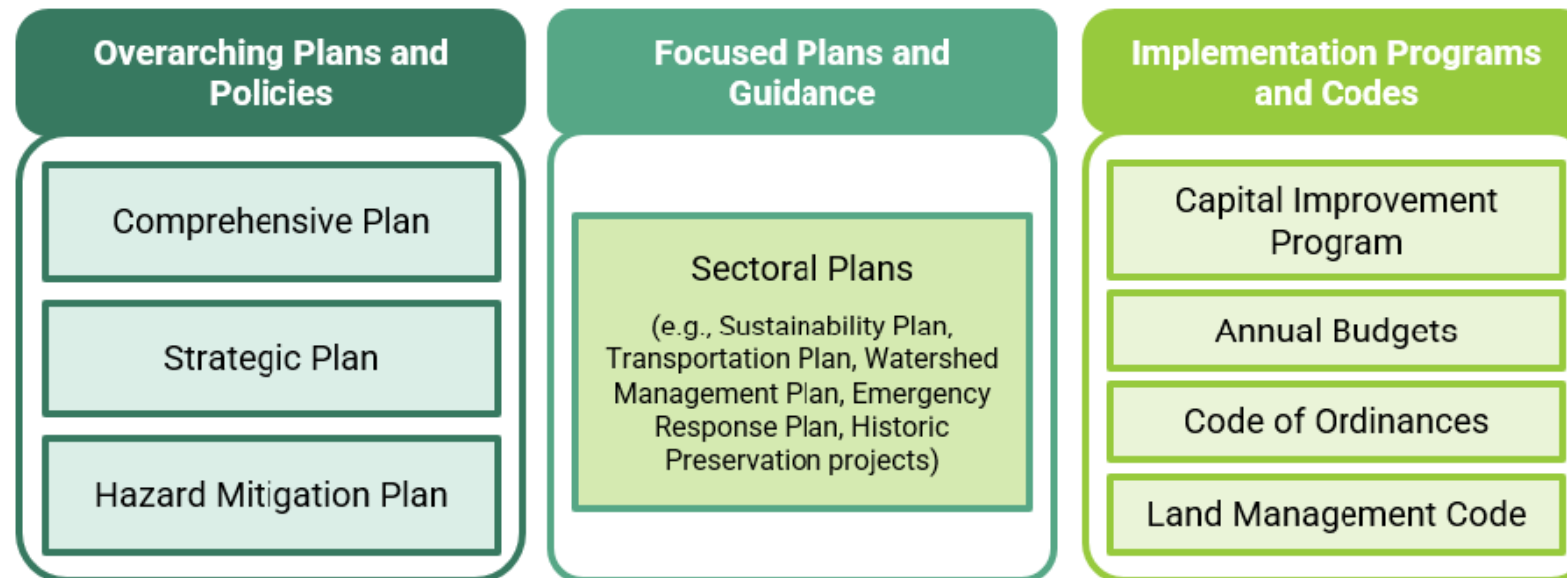 Overarching Plans and
Policies
Comprehensive Plan
Strategic Plan
Hazard Mitigation Plan
Focused Plans and
Guidance
Sectoral Plans
(e.g., Sustainability Plan,
Transportation Plan, Watershed
Management Plan, Emergency
Response Plan, Historic
Preservation projects)
Implementation Programs
and Codes
Capital Improvement
Program
Annual Budgets
Code of Ordinances
Land Management Code